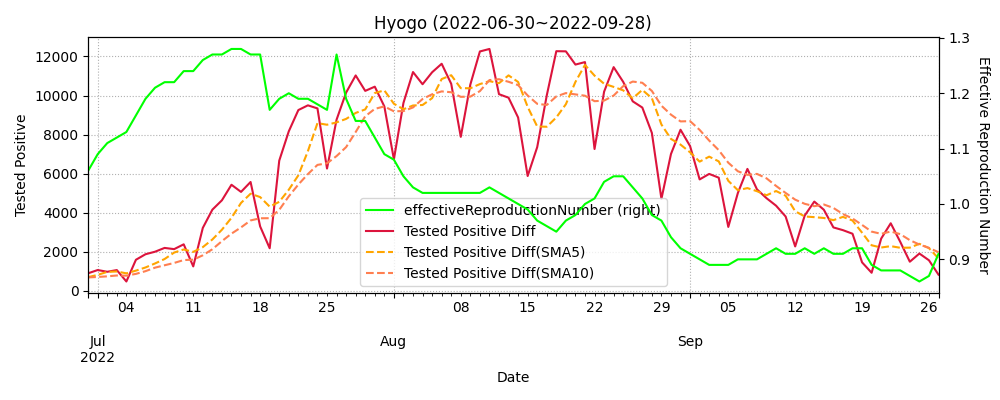 Hyogo (2022-06-30~2022-09-28)
12000
10000
8000
6000
4000
2000
0
Tested Positive
1.3
1.2
1.1
1.0
0.9
Effective Reproduction Number
effectiveReproductionNumber (right)
Tested Positive Diff
Tested Positive Diff(SMA5)
Tested Positive Diff(SMA10)
04 11 18 25 08 15 22 29 05 12 19 26
Jul Aug Sep
2022
Date